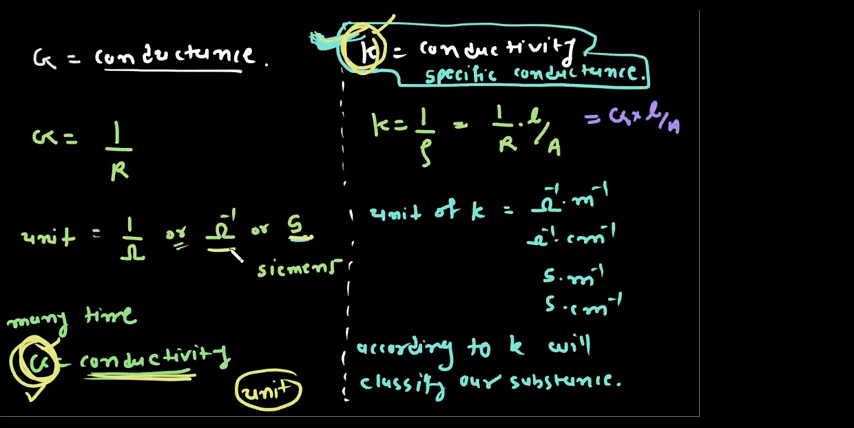 G = conductance.
G = 1/R
unit = 1/Ω or Ω⁻¹ or S
siemens
many time
G = conductivity
unit
k = conductivity
specific conductance.
k = 1/ρ = 1/R · l/A = G × l/A
unit of k = Ω⁻¹·m⁻¹
Ω⁻¹·cm⁻¹
S·m⁻¹
S·cm⁻¹
according to k will
classify our substance.